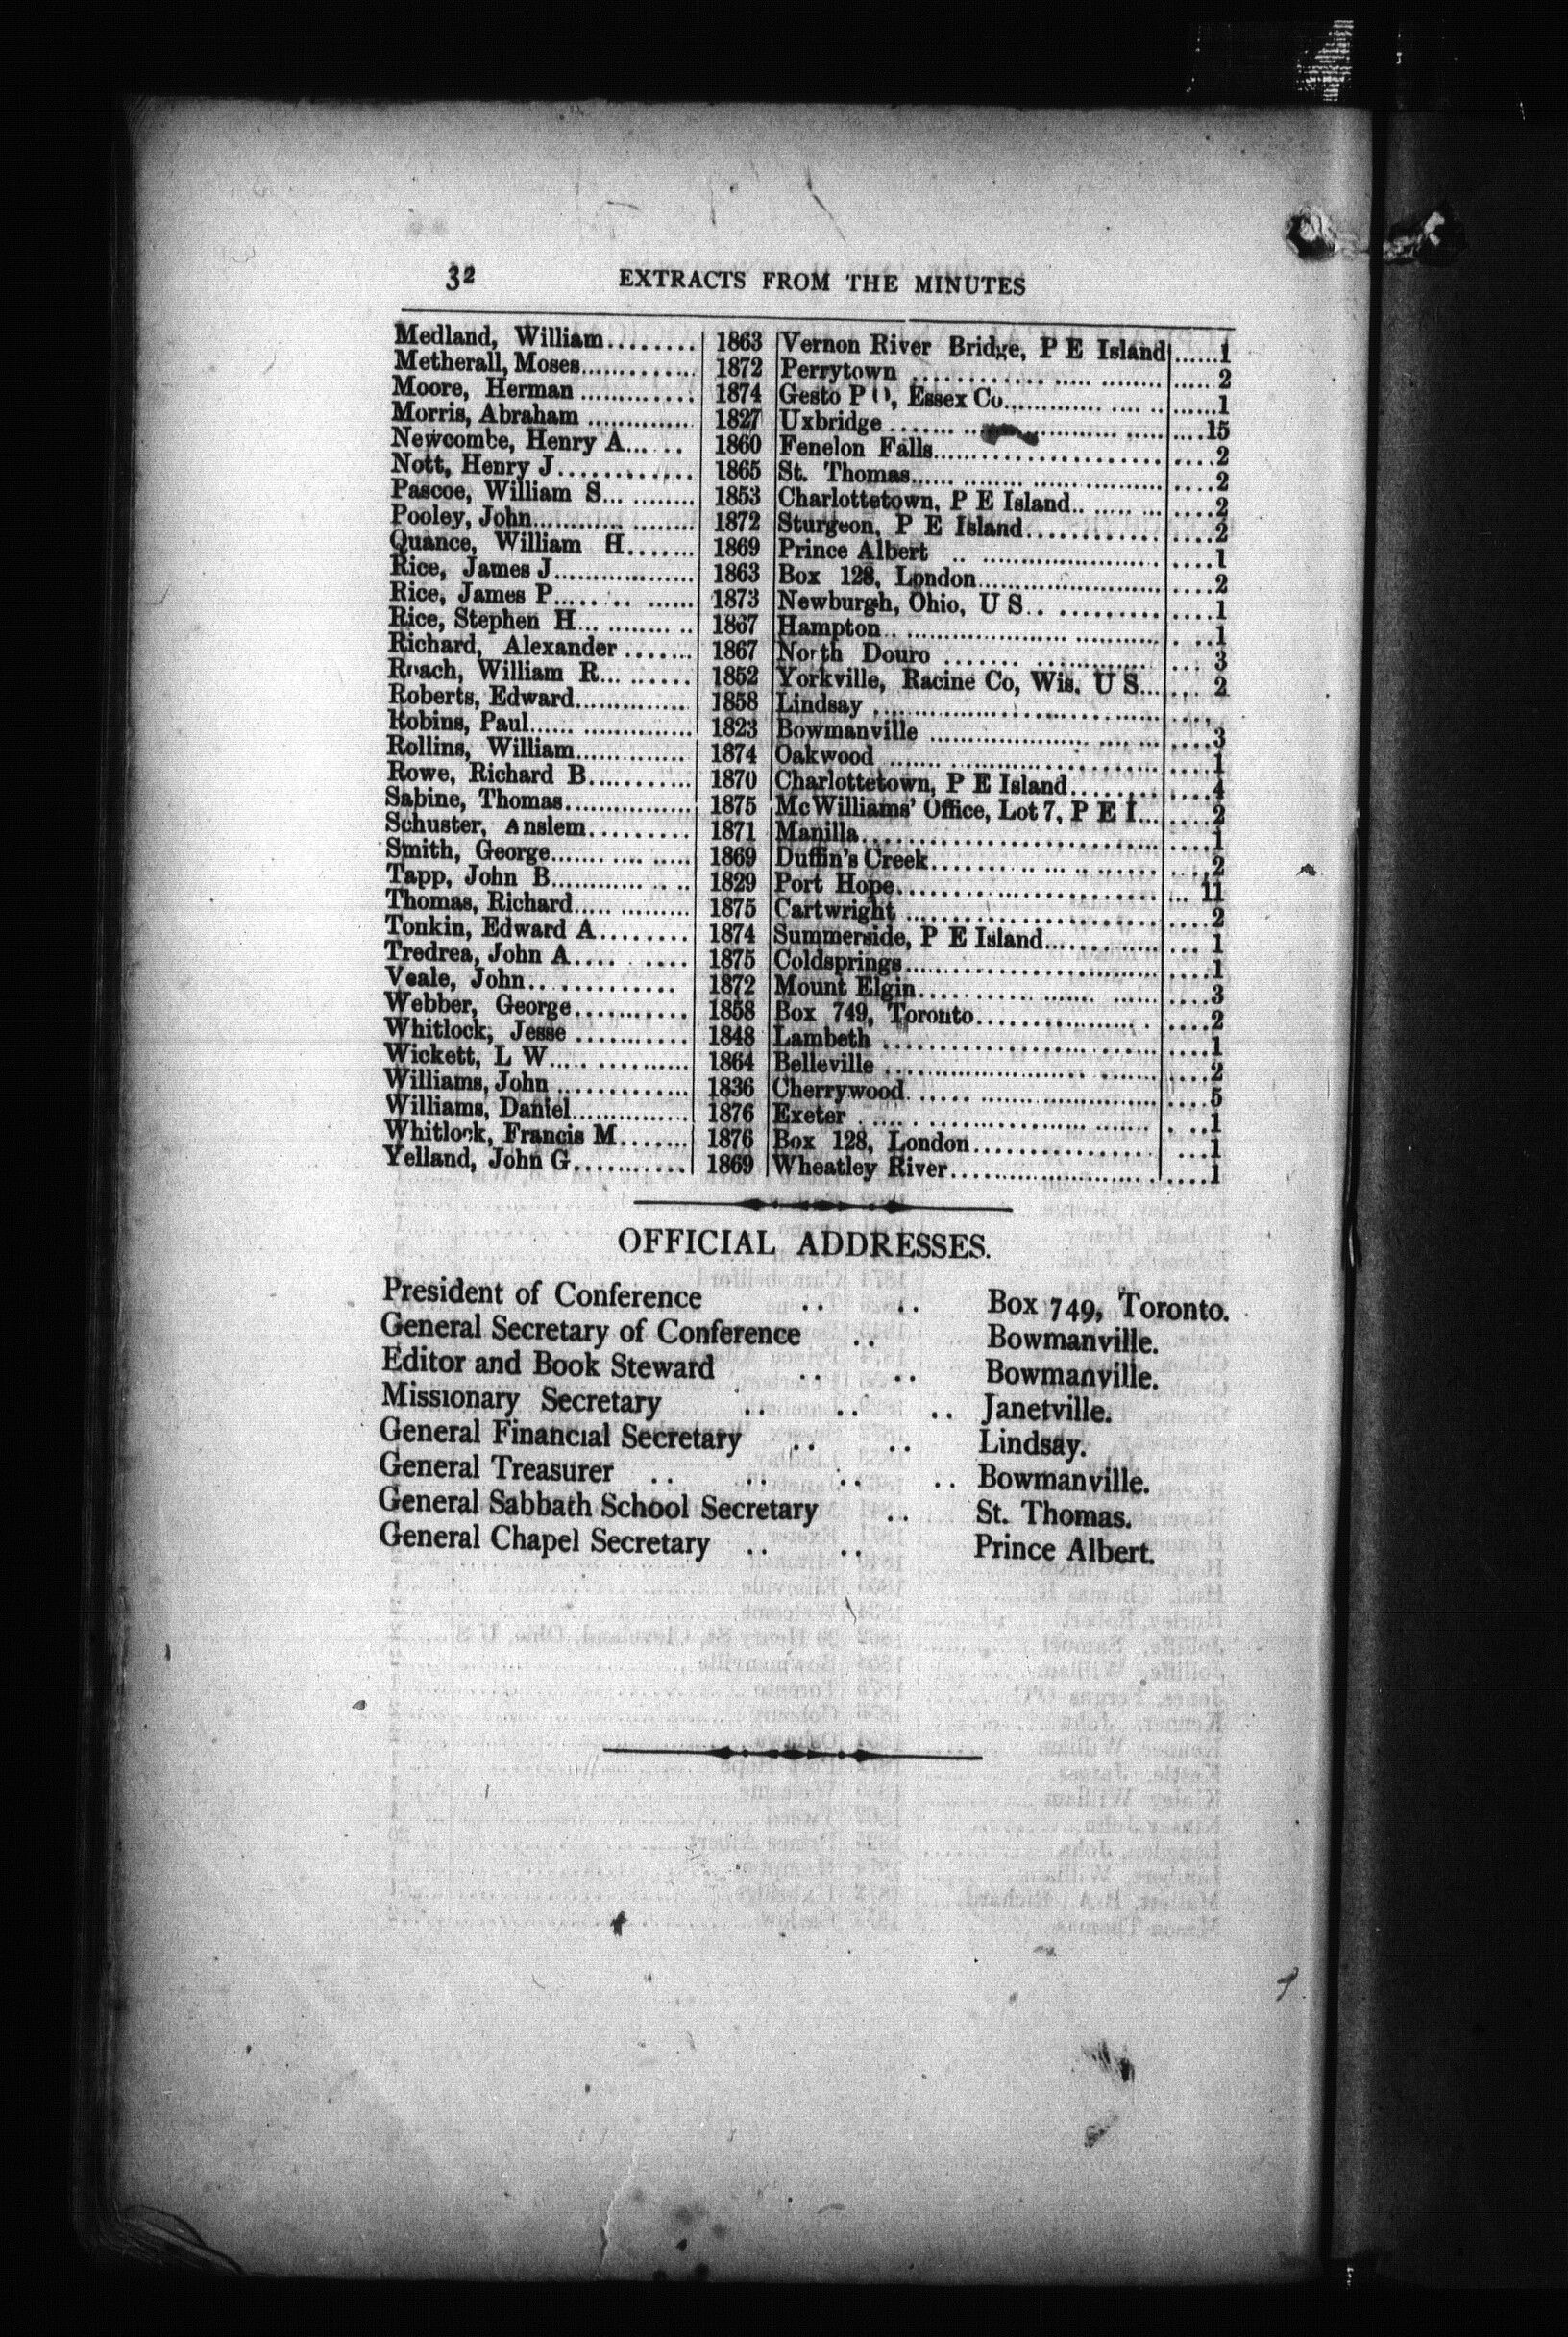 32 EXTRACTS FROM THE MINUTES
Medland, William........ 1863 Vernon River Bridge, P E Island ......1
Metherall, Moses............ 1872 Perrytown ..................... ......2
Moore, Herman ............. 1874 Gesto P O, Essex Co..................... ......1
Morris, Abraham ............ 1827 Uxbridge ..................... ....15
Newcombe, Henry A...... 1860 Fenelon Falls..................... ....2
Nott, Henry J............. 1865 St. Thomas..................... ....2
Pascoe, William S............ 1853 Charlottetown, P E Island............ ....2
Pooley, John.................. 1872 Sturgeon, P E Island............ ....2
Quance, William H....... 1869 Prince Albert ..................... ....1
Rice, James J.................. 1863 Box 128, London..................... ....2
Rice, James P................ 1873 Newburgh, Ohio, U S............ ....1
Rice, Stephen H............. 1867 Hampton..................... ....1
Richard, Alexander ....... 1867 North Douro ..................... ....3
Roach, William R......... 1852 Yorkville, Racine Co, Wis. U S... ....2
Roberts, Edward.............. 1858 Lindsay ..................... ....
Robins, Paul.................. 1823 Bowmanville ..................... ....3
Rollins, William.............. 1874 Oakwood ..................... ....1
Rowe, Richard B........... 1870 Charlottetown, P E Island......... ....4
Sabine, Thomas................ 1875 McWilliams' Office, Lot 7, P E I... ....2
Schuster, Anslem.......... 1871 Manilla..................... ....1
Smith, George.................. 1869 Duffin's Creek..................... ....2
Tapp, John B................. 1829 Port Hope..................... ... 11
Thomas, Richard.............. 1875 Cartwright ..................... ....2
Tonkin, Edward A........ 1874 Summerside, P E Island............ ... 1
Tredrea, John A.... .... 1875 Coldsprings..................... ....1
Veale, John.............. 1872 Mount Elgin..................... ....3
Webber, George........... 1858 Box 749, Toronto.................. ....2
Whitlock, Jesse ........... 1848 Lambeth ..................... ....1
Wickett, L W................ 1864 Belleville ..................... ....2
Williams, John ............... 1836 Cherrywood..................... ....5
Williams, Daniel.............. 1876 Exeter ..................... ...1
Whitlock, Francis M....... 1876 Box 128, London.................. ...1
Yelland, John G........... 1869 Wheatley River..................... ....1
OFFICIAL ADDRESSES.
President of Conference .. .. Box 749, Toronto.
General Secretary of Conference .. Bowmanville.
Editor and Book Steward .. .. Bowmanville.
Missionary Secretary .. .. .. Janetville.
General Financial Secretary .. .. Lindsay.
General Treasurer .. .. .. .. Bowmanville.
General Sabbath School Secretary .. St. Thomas.
General Chapel Secretary .. .. Prince Albert.